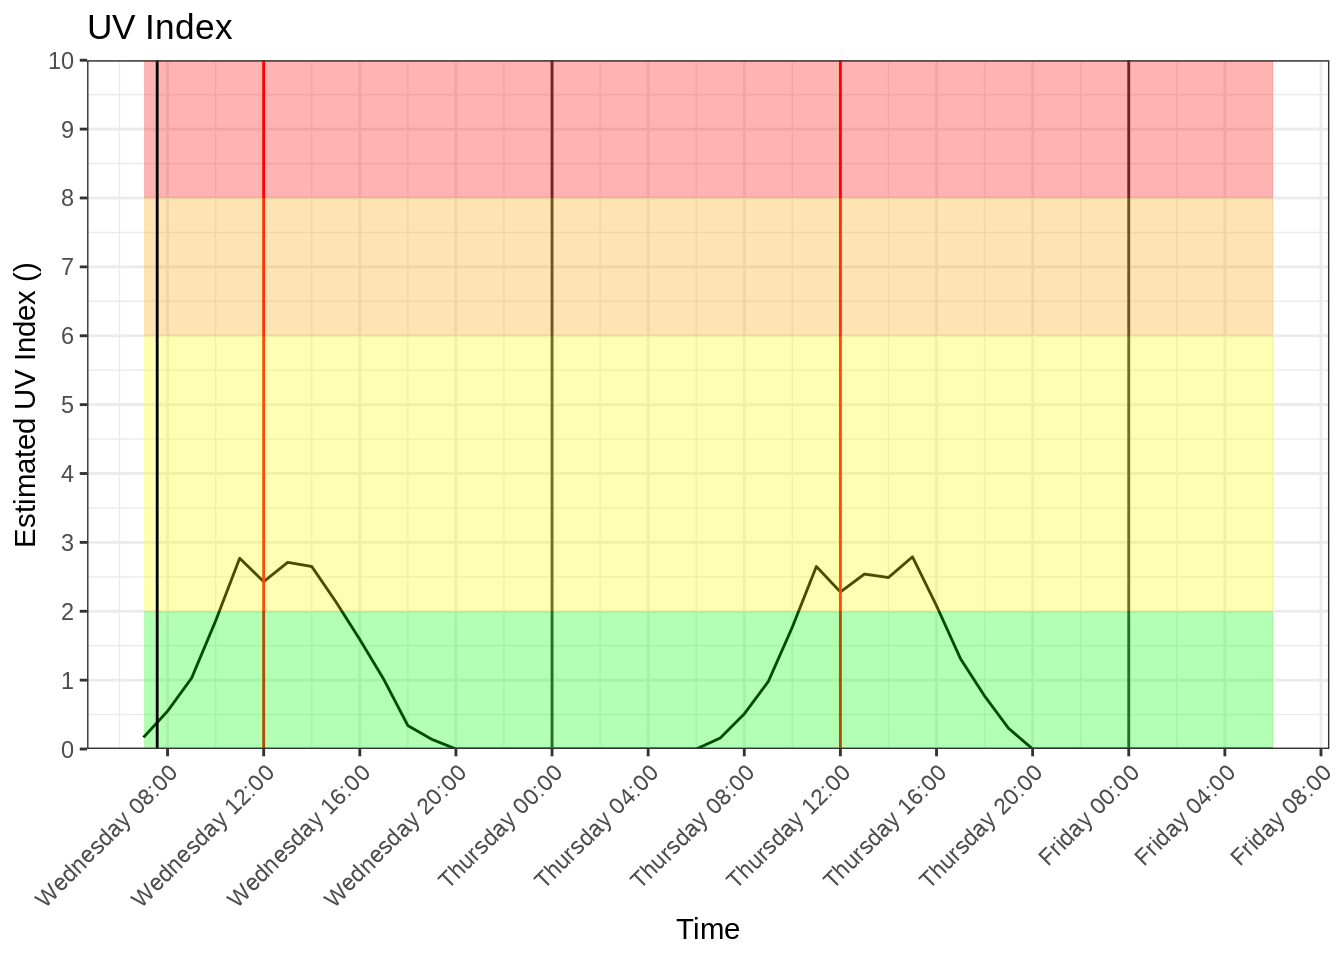 UV Index
10
9
8
7
6
5
4
3
2
1
0
Estimated UV Index ()
Wednesday 08:00
Wednesday 12:00
Wednesday 16:00
Wednesday 20:00
Thursday 00:00
Thursday 04:00
Thursday 08:00
Thursday 12:00
Thursday 16:00
Thursday 20:00
Friday 00:00
Friday 04:00
Friday 08:00
Time